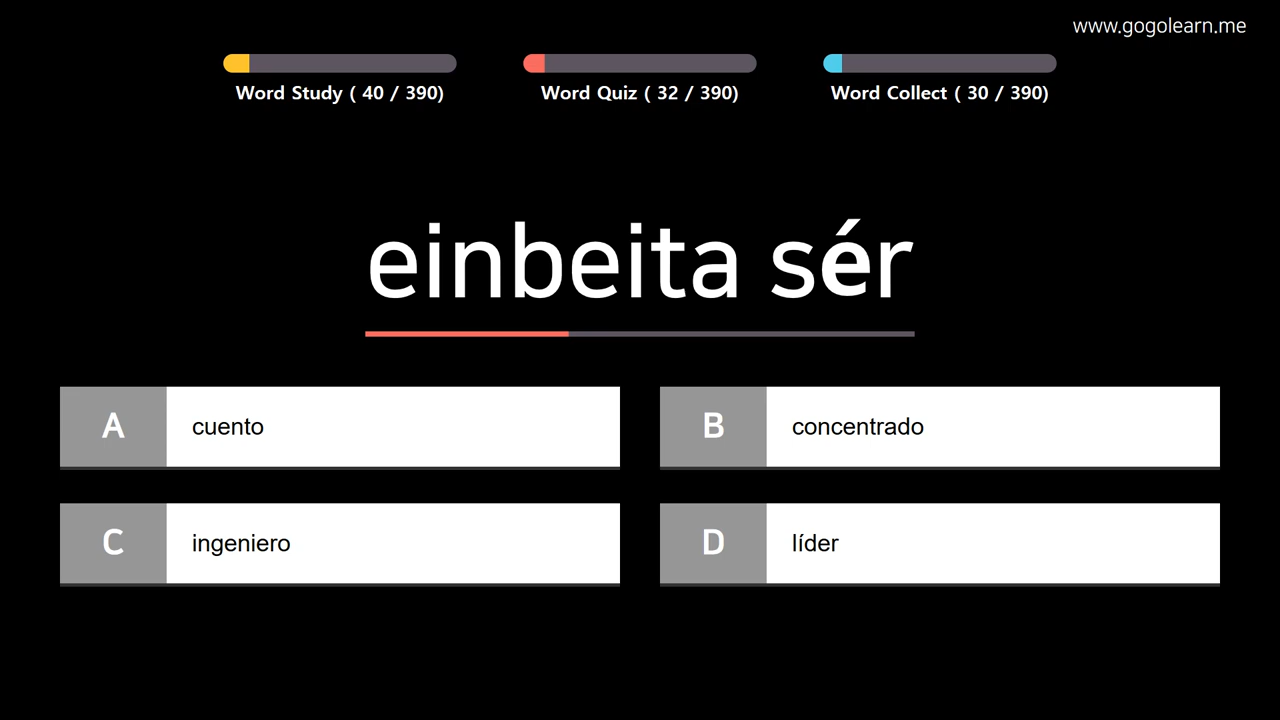 www.gogolearn.me
Word Study ( 40 / 390)
Word Quiz ( 32 / 390)
Word Collect ( 30 / 390)
einbeita sér
A cuento
B concentrado
C ingeniero
D líder